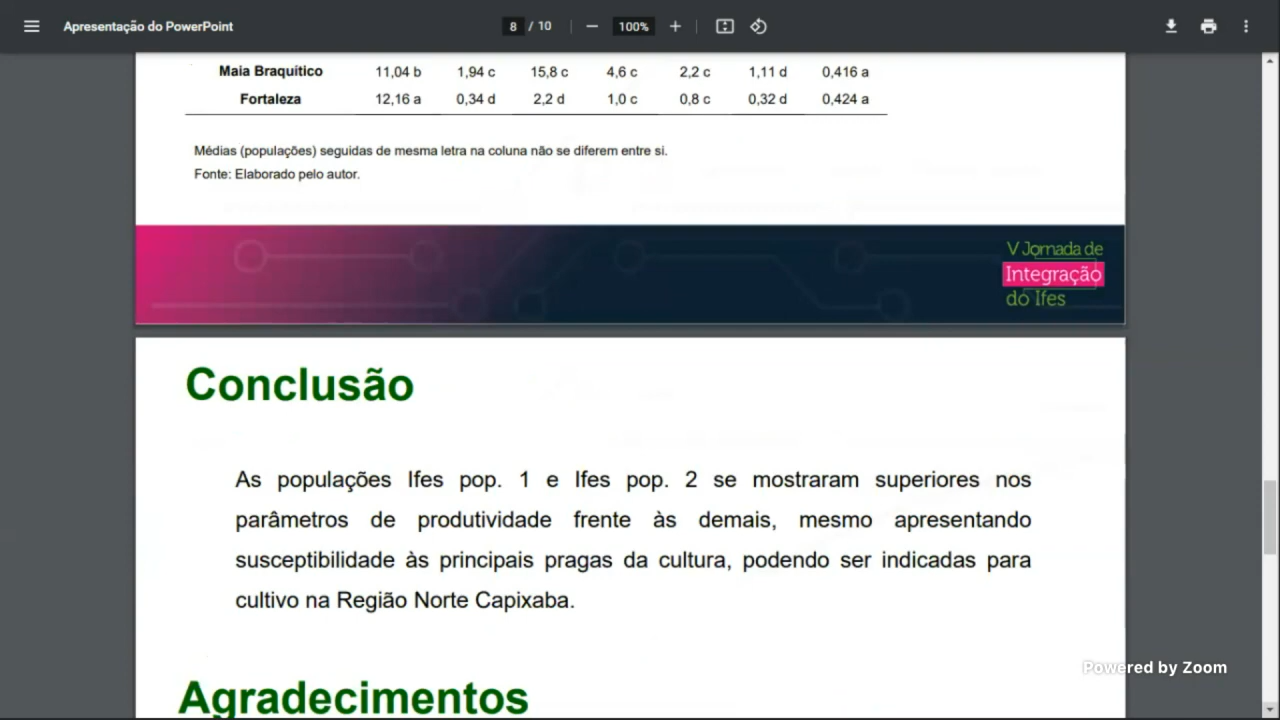 Apresentação do PowerPoint
8 / 10
100%
Maia Braquítico 11,04 b 1,94 c 15,8 c 4,6 c 2,2 c 1,11 d 0,416 a
Fortaleza 12,16 a 0,34 d 2,2 d 1,0 c 0,8 c 0,32 d 0,424 a
Médias (populações) seguidas de mesma letra na coluna não se diferem entre si.
Fonte: Elaborado pelo autor.
V Jornada de
Integração
do Ifes
Conclusão
As populações Ifes pop. 1 e Ifes pop. 2 se mostraram superiores nos
parâmetros de produtividade frente às demais, mesmo apresentando
susceptibilidade às principais pragas da cultura, podendo ser indicadas para
cultivo na Região Norte Capixaba.
Agradecimentos
Powered by Zoom